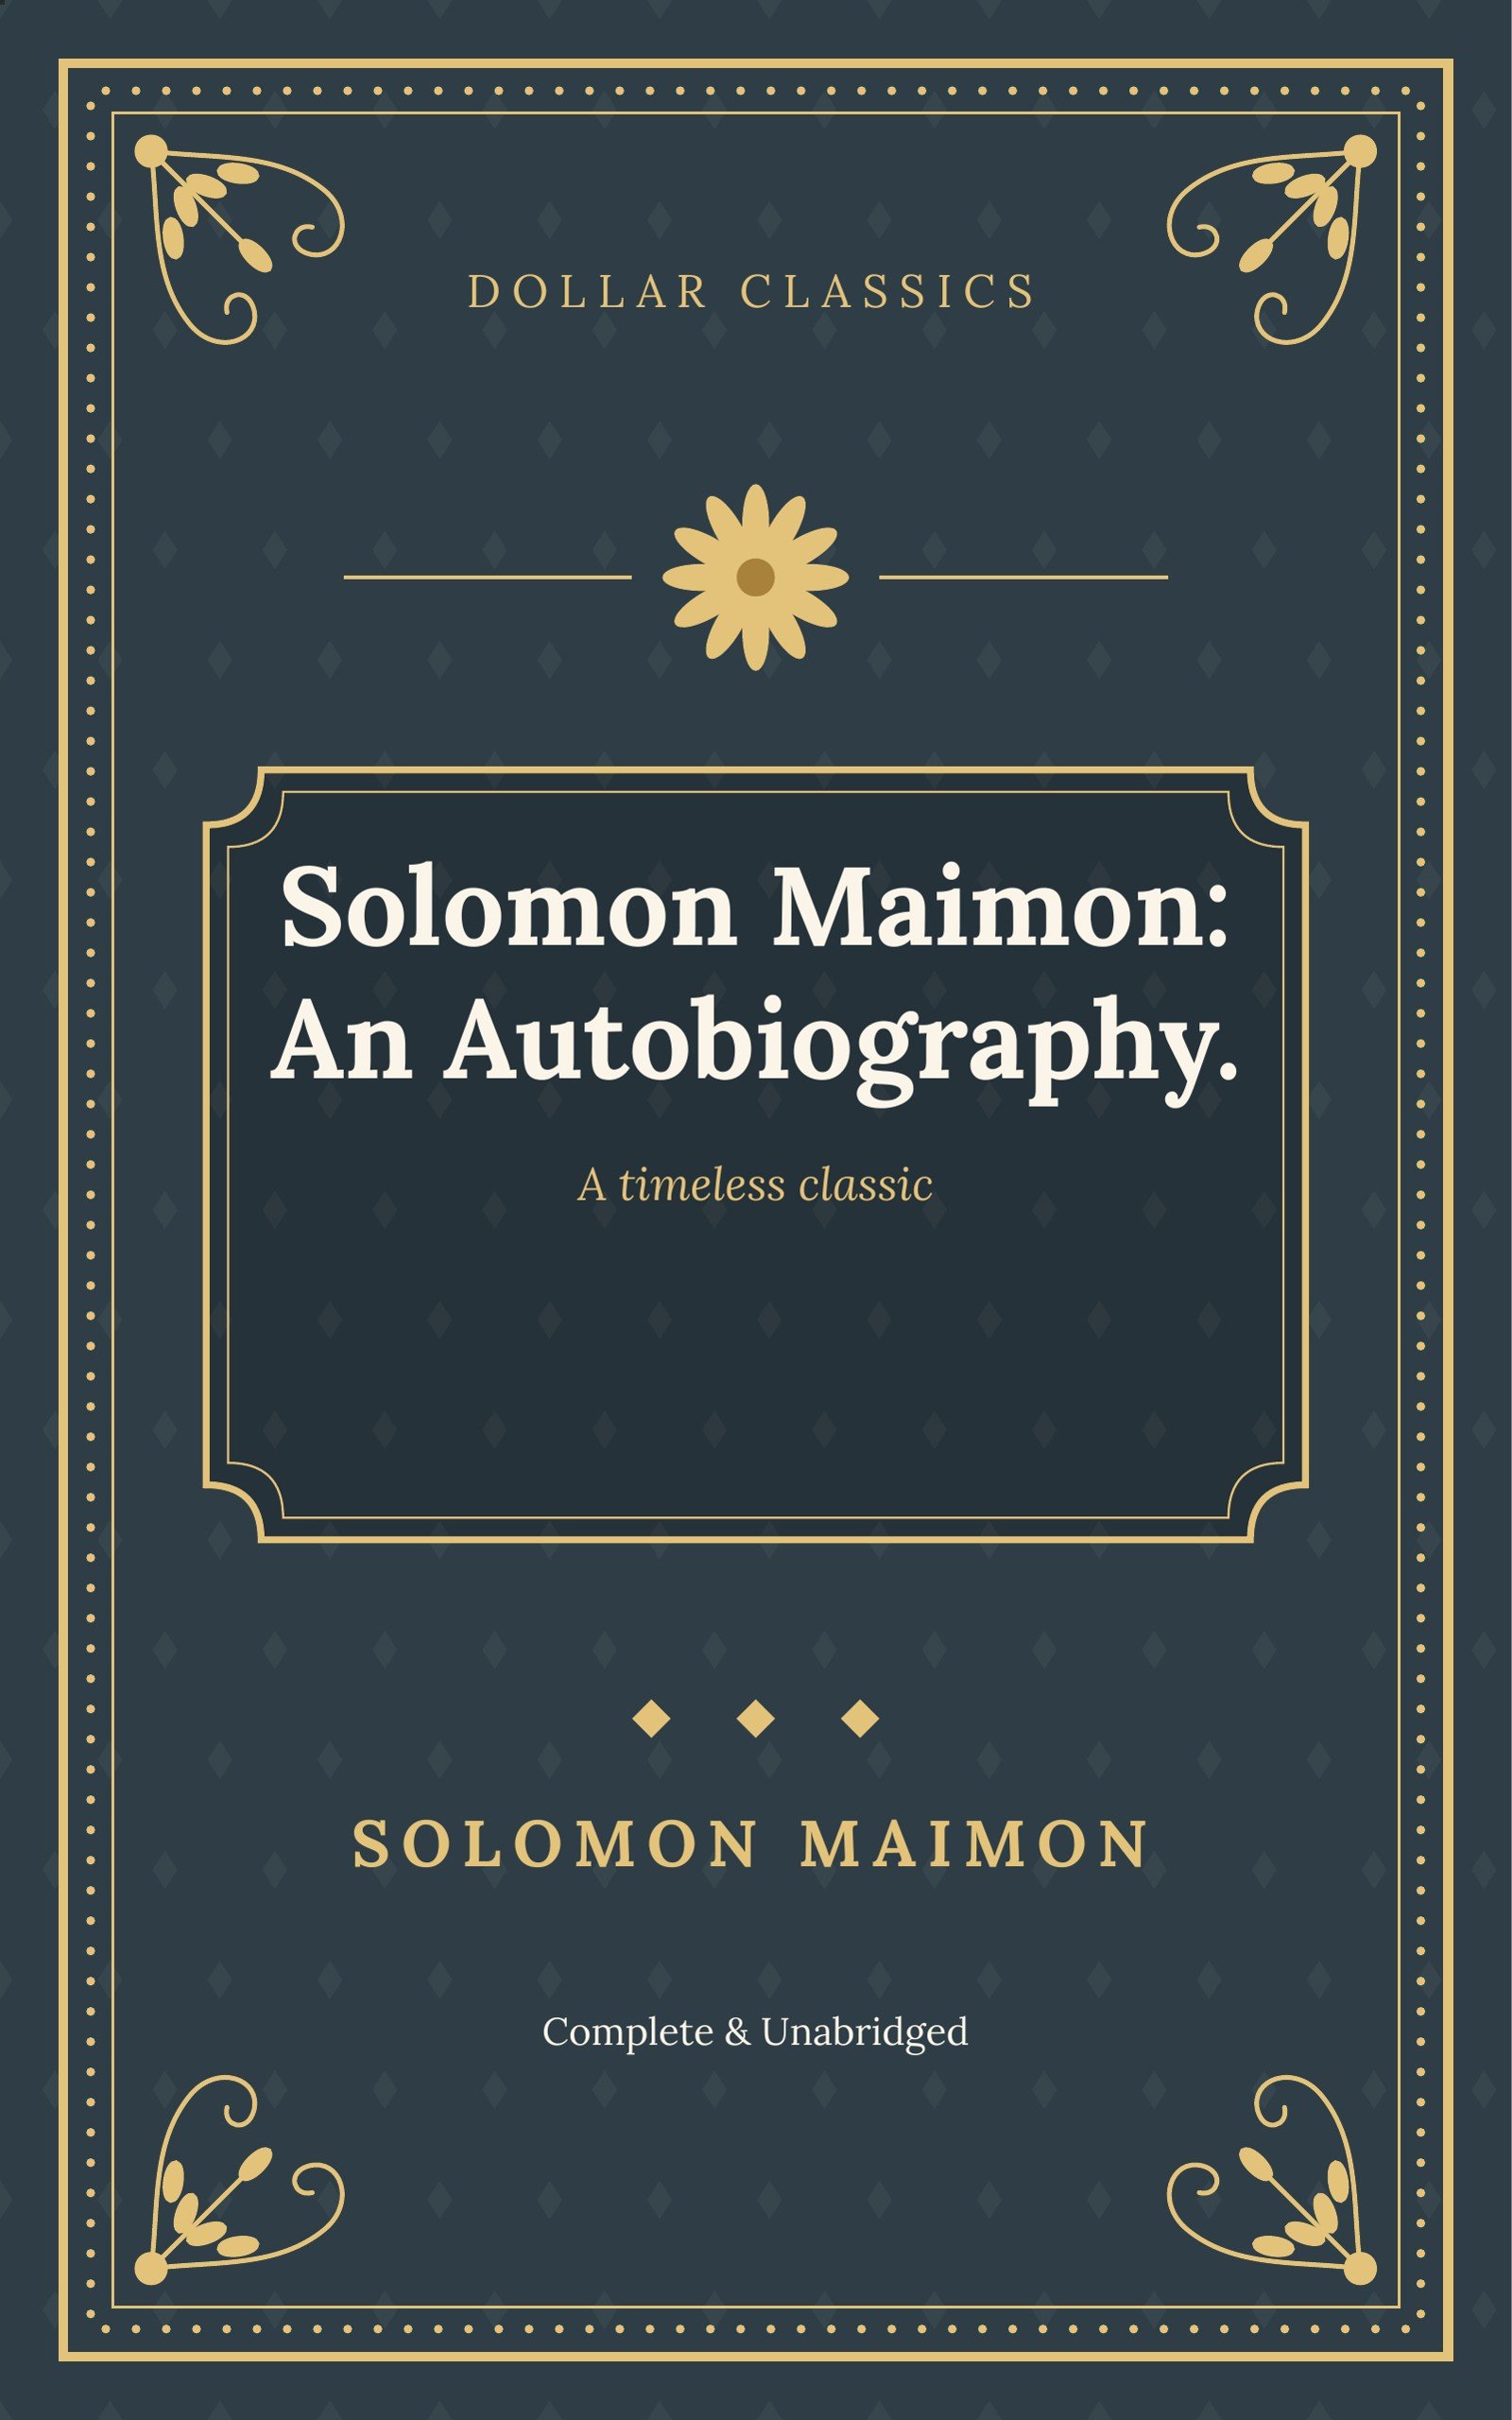 DOLLAR CLASSICS
Solomon Maimon:
An Autobiography.
A timeless classic
SOLOMON MAIMON
Complete & Unabridged